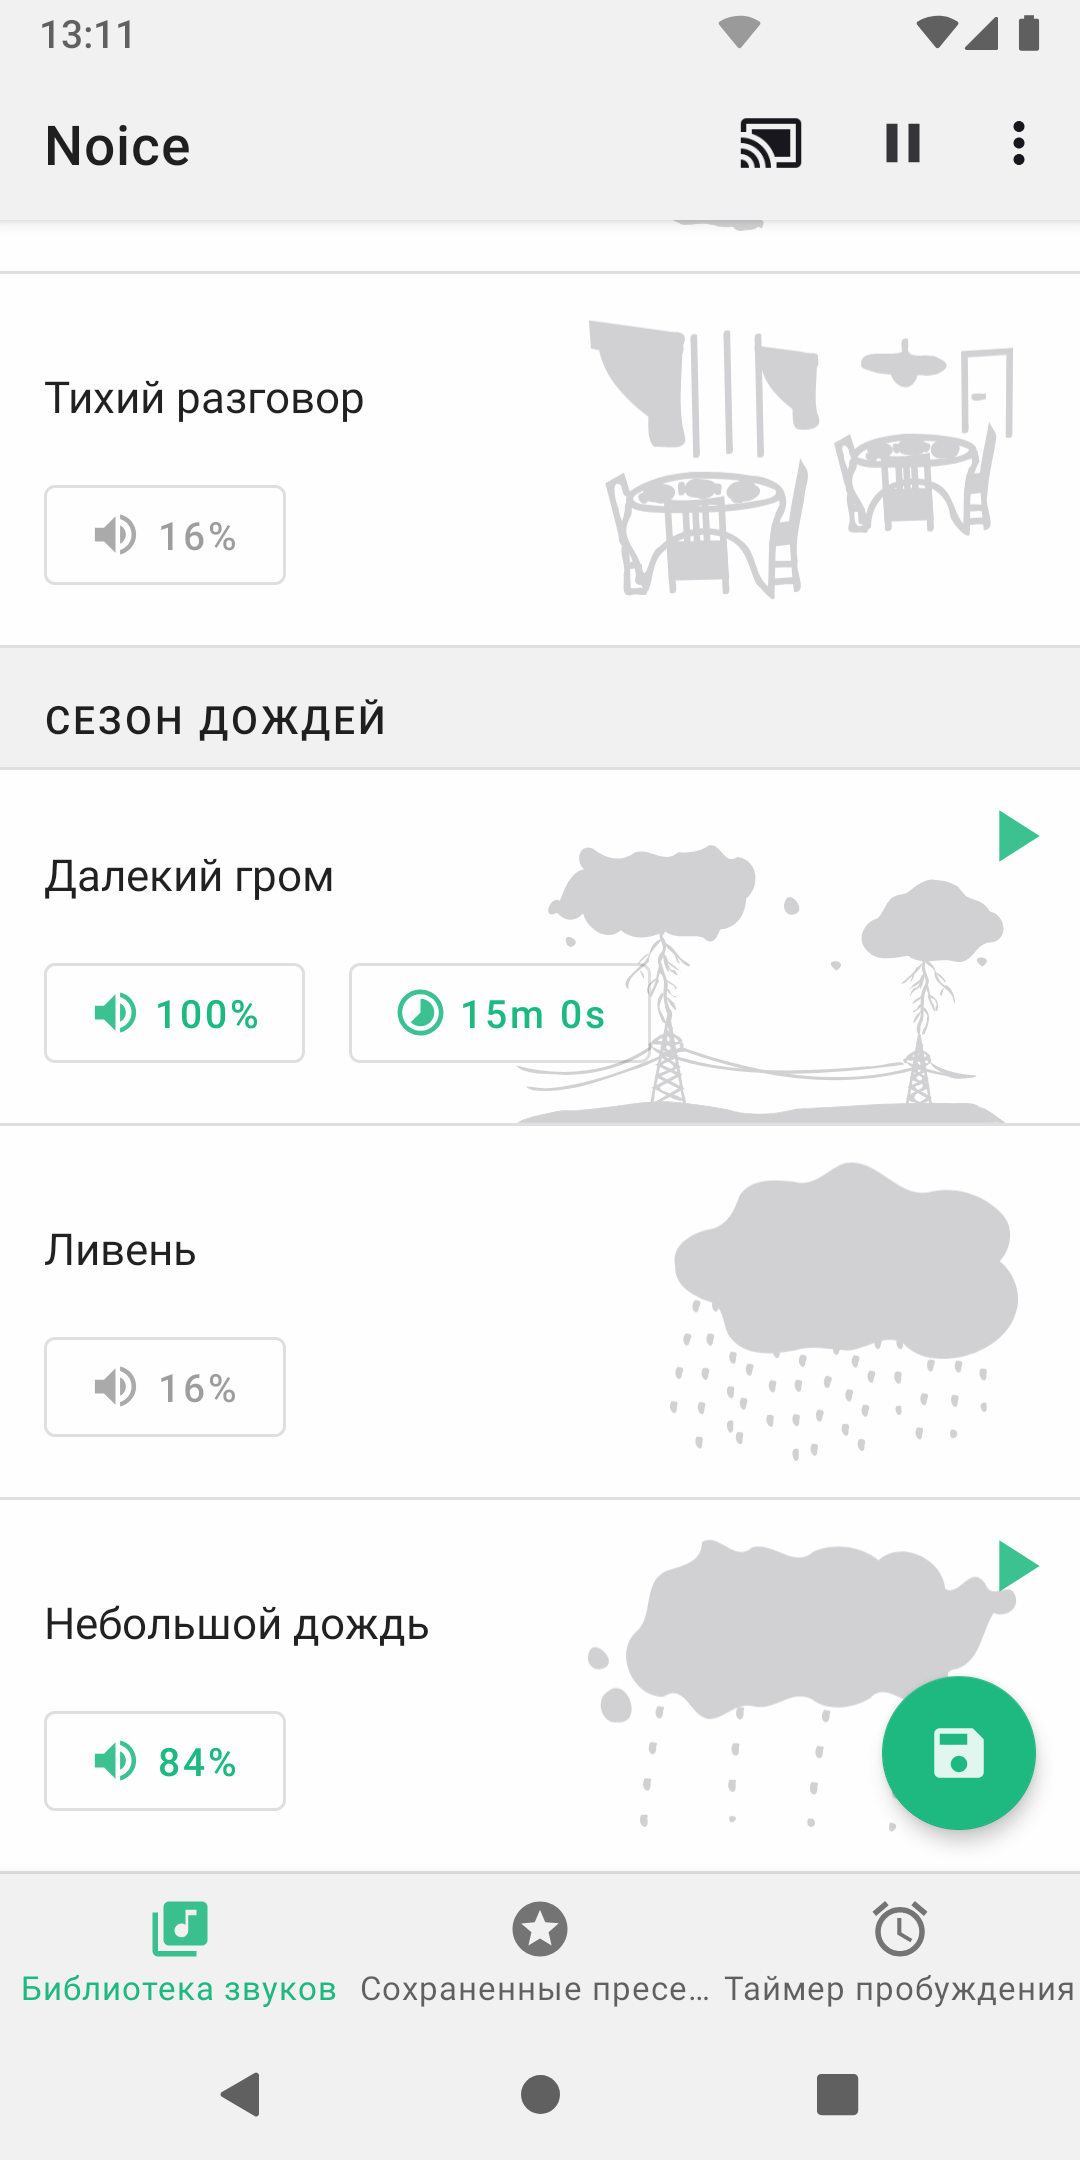 13:11
Noice
Тихий разговор
16%
СЕЗОН ДОЖДЕЙ
Далекий гром
100% 15m 0s
Ливень
16%
Небольшой дождь
84%
Библиотека звуков Сохраненные пресе... Таймер пробуждения